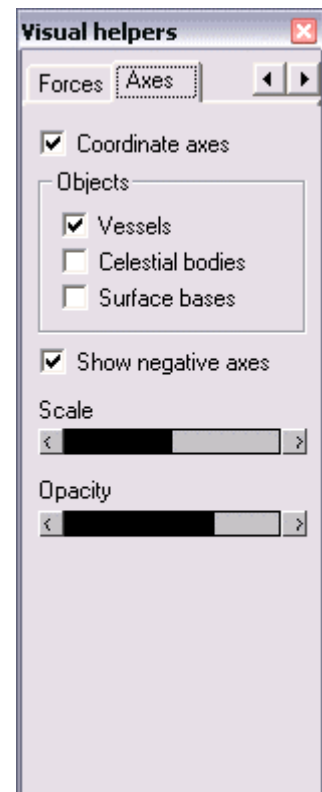 Visual helpers
Forces Axes
Coordinate axes
Objects
Vessels
Celestial bodies
Surface bases
Show negative axes
Scale
Opacity